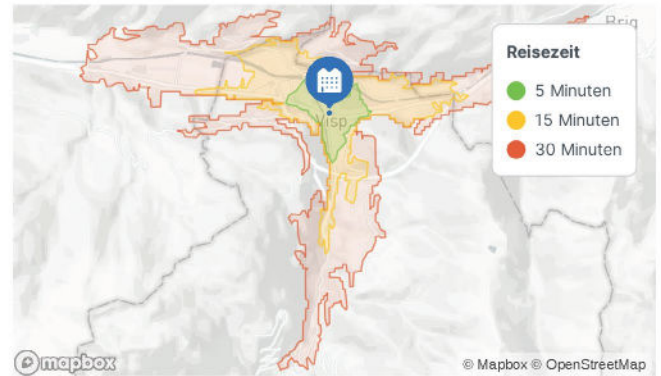 Brig
Reisezeit
5 Minuten
15 Minuten
30 Minuten
Visp
mapbox
© Mapbox © OpenStreetMap